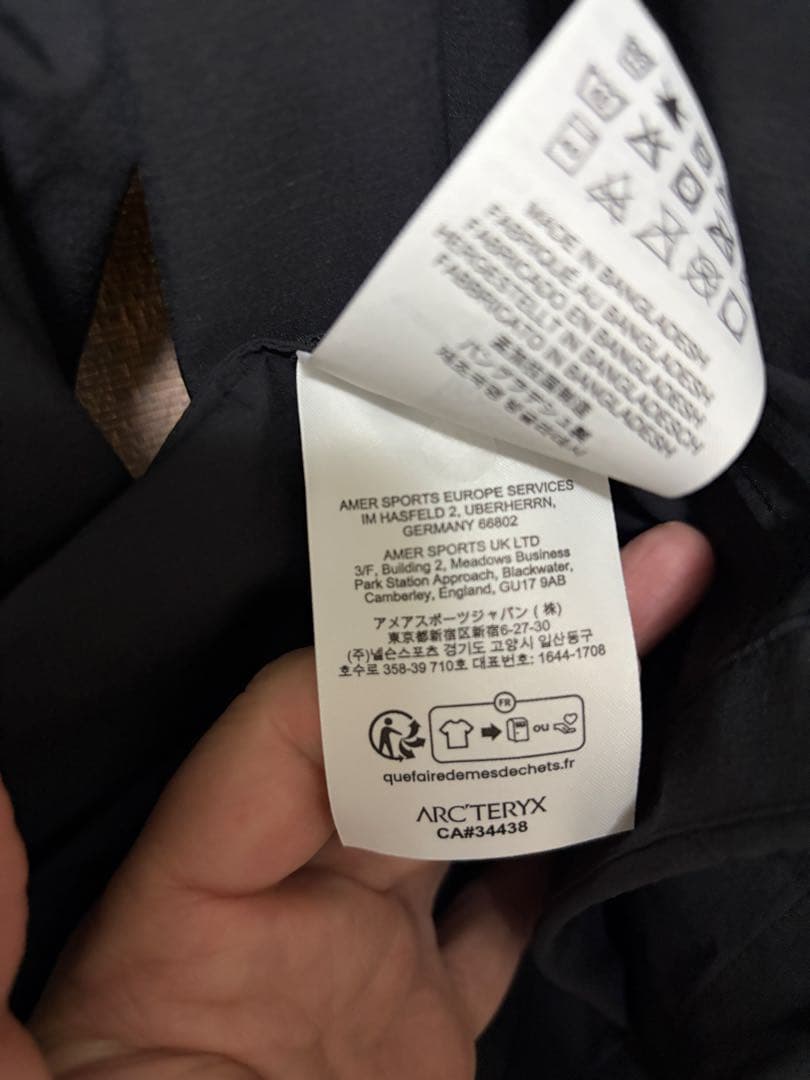 MADE IN BANGLADESH
FABRIQUÉ AU BANGLADESH
FABRICADO EN BANGLADESH
HERGESTELLT IN BANGLADESCH
FABBRICATO IN BANGLADESH
バングラデシュ製
AMER SPORTS EUROPE SERVICES
IM HASFELD 2, UBERHERRN,
GERMANY 66802
AMER SPORTS UK LTD
3/F, Building 2, Meadows Business
Park Station Approach, Blackwater,
Camberley, England, GU17 9AB
アメアスポーツジャパン (株)
東京都新宿区新宿6-27-30
(주)넬슨스포츠 경기도 고양시 일산동구
호수로 358-39 710호 대표번호: 1644-1708
FR
ou
quefairedemesdechets.fr
ARC'TERYX
CA#34438